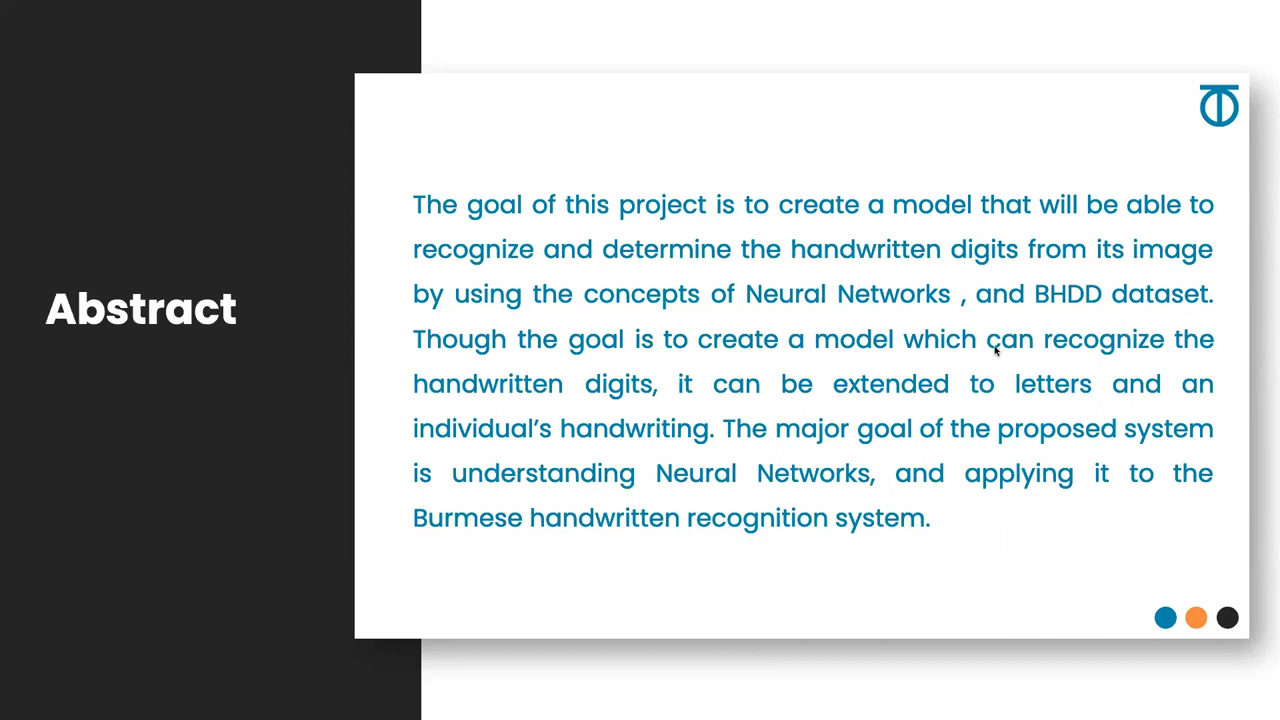 Abstract
The goal of this project is to create a model that will be able to
recognize and determine the handwritten digits from its image
by using the concepts of Neural Networks , and BHDD dataset.
Though the goal is to create a model which can recognize the
handwritten digits, it can be extended to letters and an
individual’s handwriting. The major goal of the proposed system
is understanding Neural Networks, and applying it to the
Burmese handwritten recognition system.